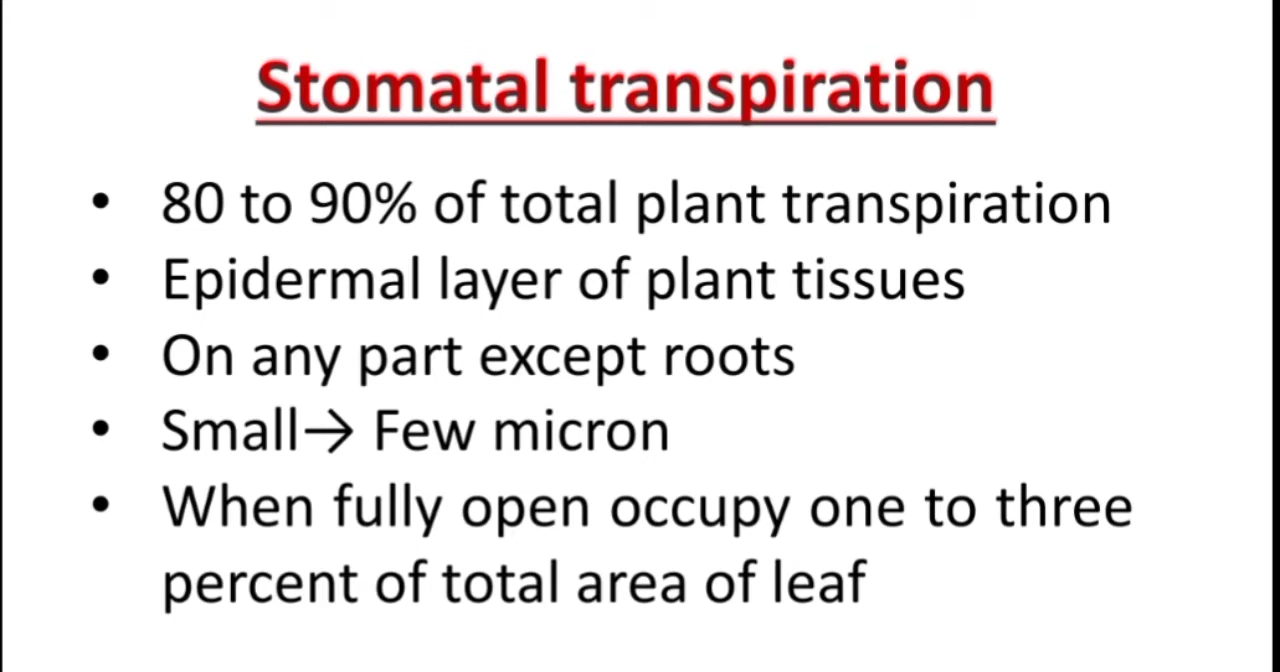 Stomatal transpiration
• 80 to 90% of total plant transpiration
• Epidermal layer of plant tissues
• On any part except roots
• Small→ Few micron
• When fully open occupy one to three
percent of total area of leaf